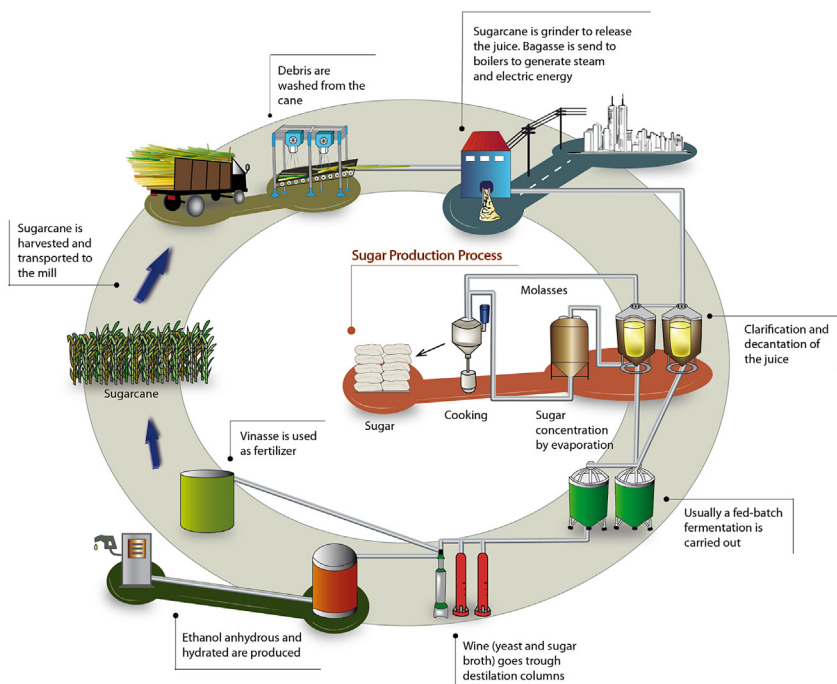 Sugarcane is grinder to release
the juice. Bagasse is send to
boilers to generate steam
and electric energy
Debris are
washed from the
cane
Sugarcane is
harvested and
transported to
the mill
Sugar Production Process
Molasses
Clarification and
decantation of
the juice
Sugarcane
Sugar
Cooking
Sugar
concentration
by evaporation
Vinasse is used
as fertilizer
Usually a fed-batch
fermentation is
carried out
Ethanol anhydrous and
hydrated are produced
Wine (yeast and sugar
broth) goes trough
destilation columns